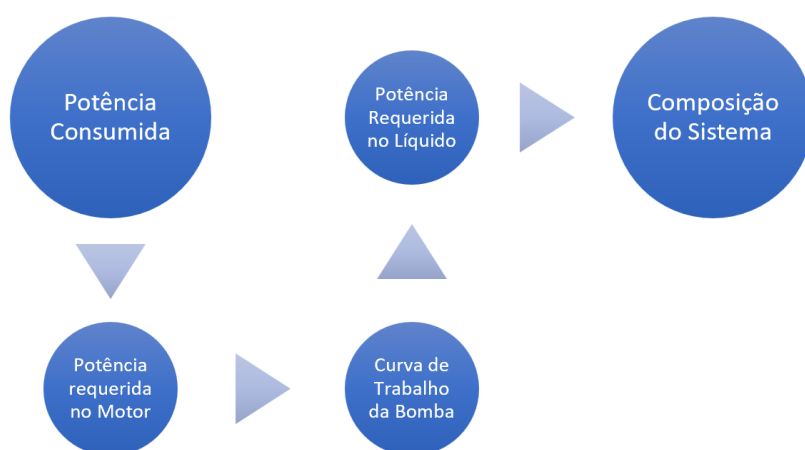 Potência
Consumida
Potência
requerida
no Motor
Curva de
Trabalho
da Bomba
Potência
Requerida
no Líquido
Composição
do Sistema